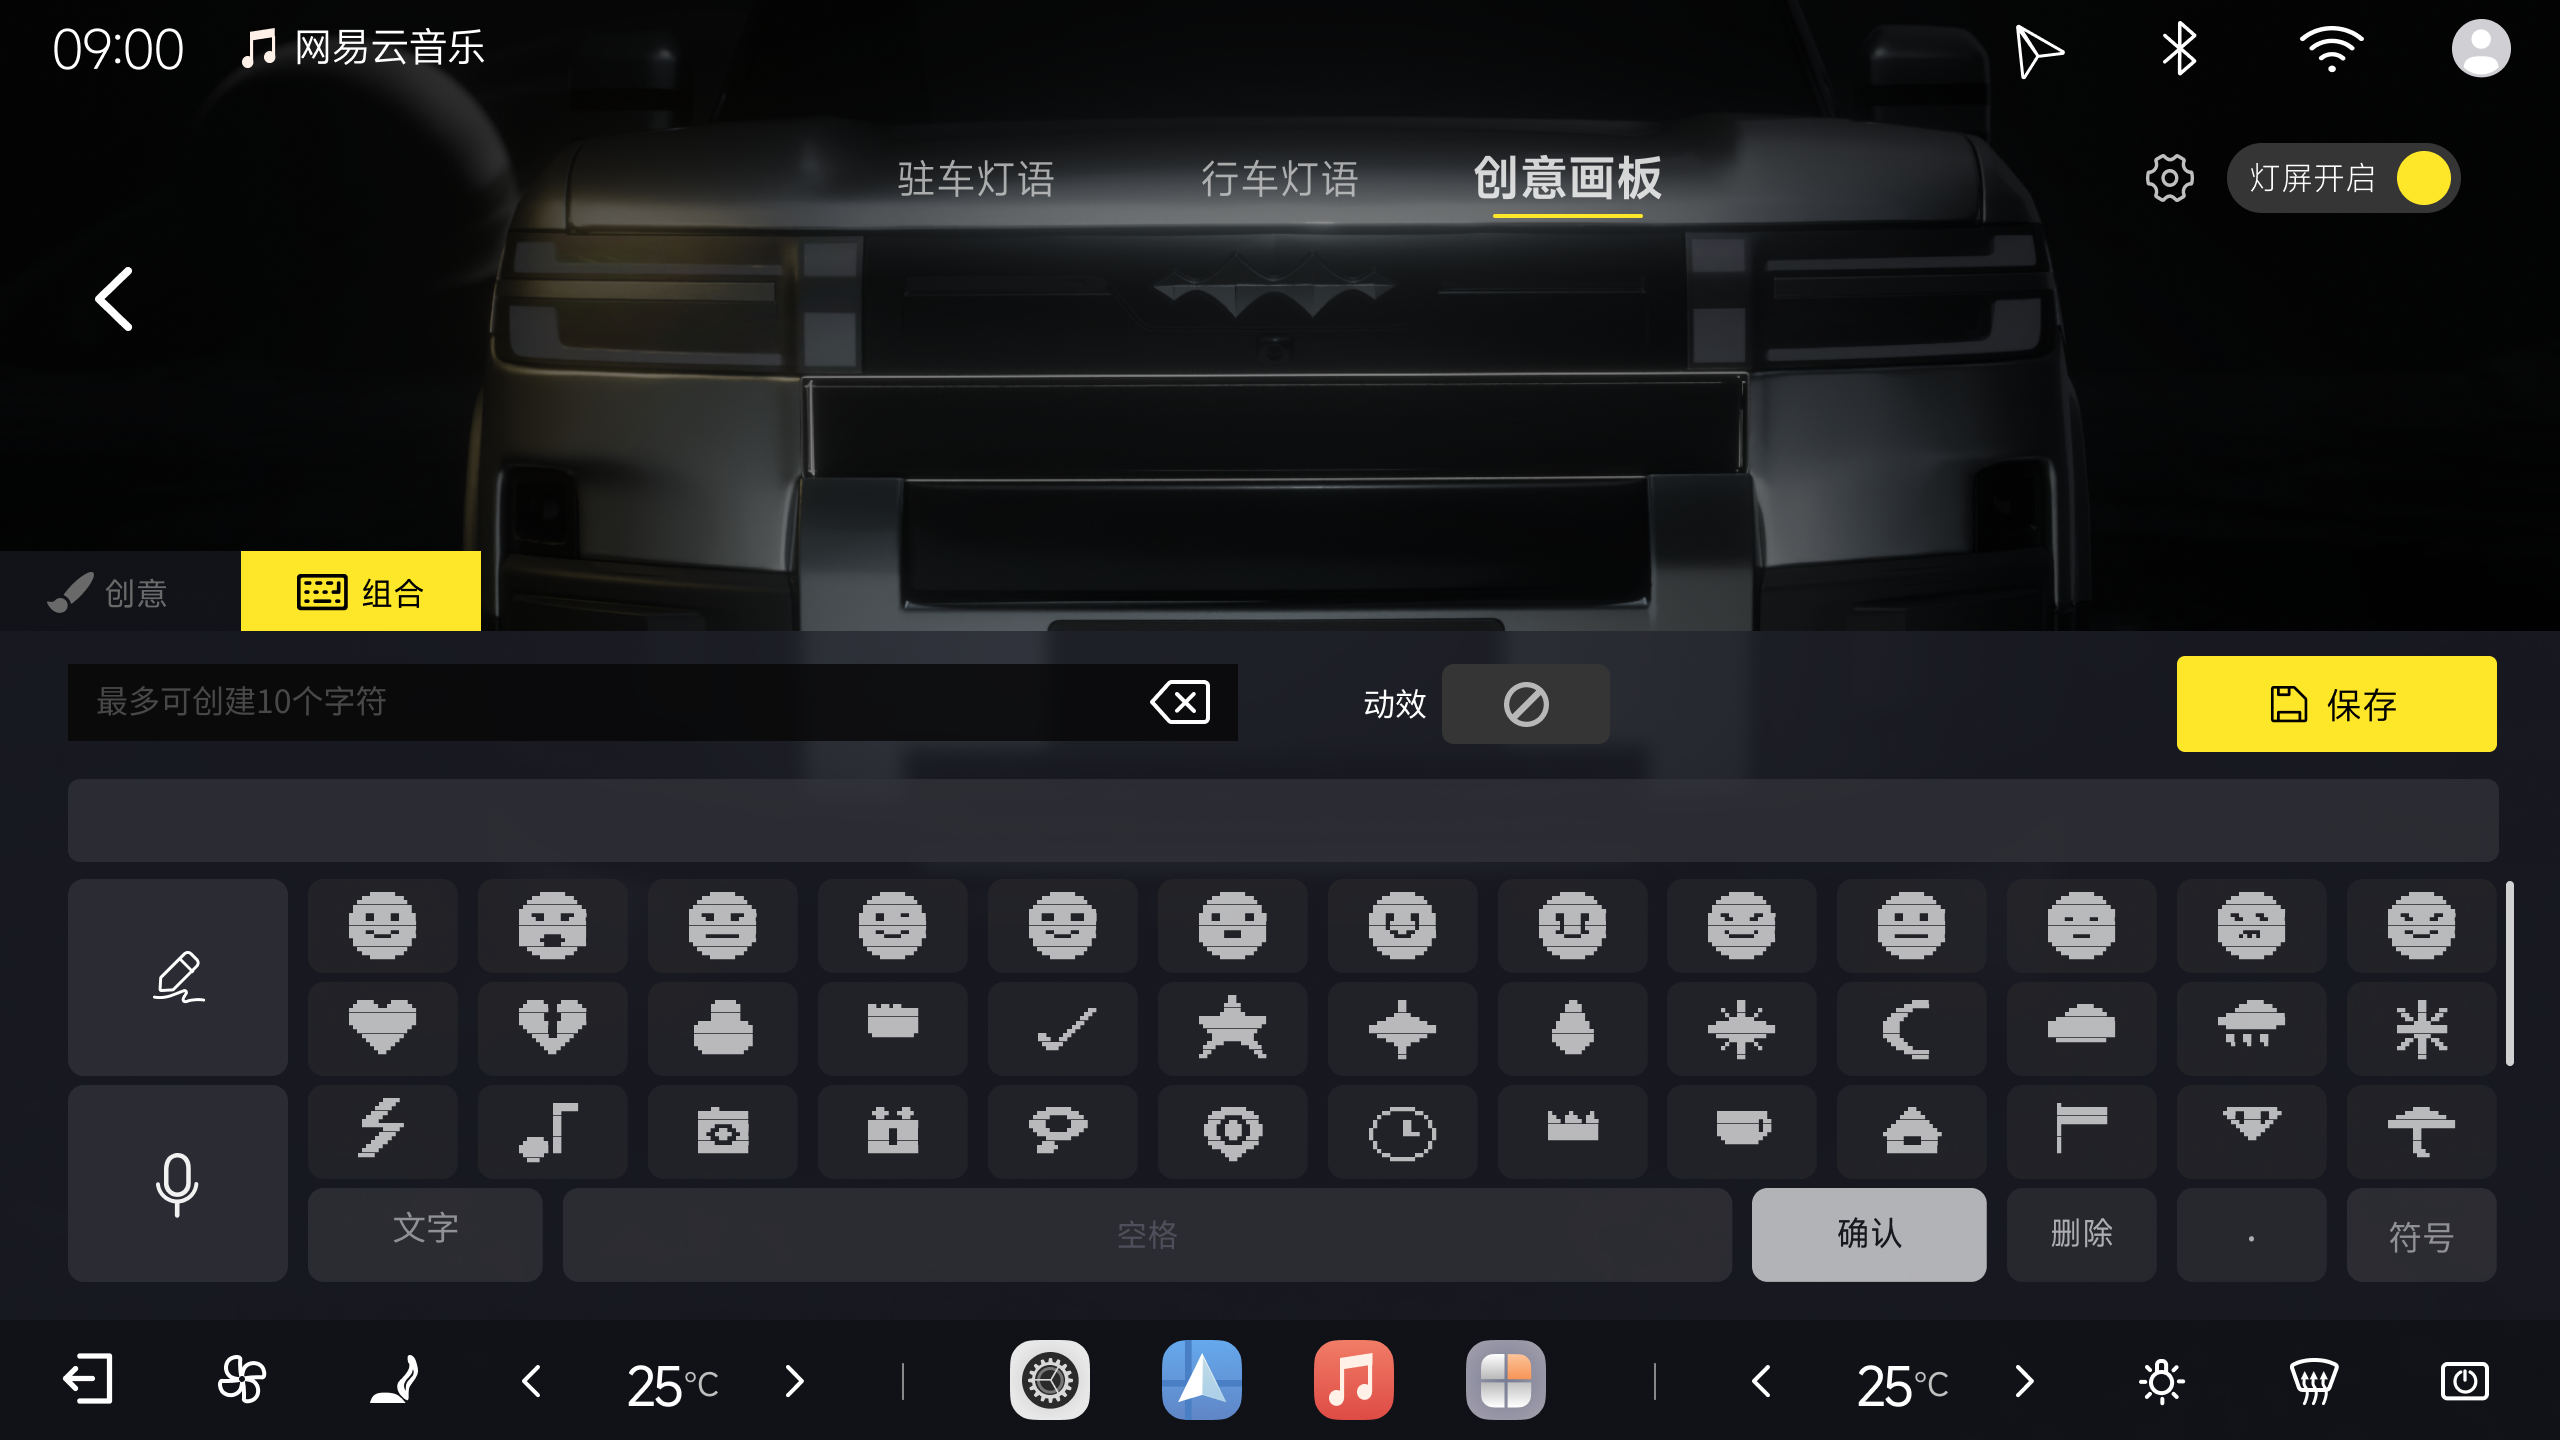 09:00 网易云音乐
驻车灯语 行车灯语 创意画板 灯屏开启
创意 组合
最多可创建10个字符 动效 保存
文字 空格 确认 删除 · 符号
25°C 25°C